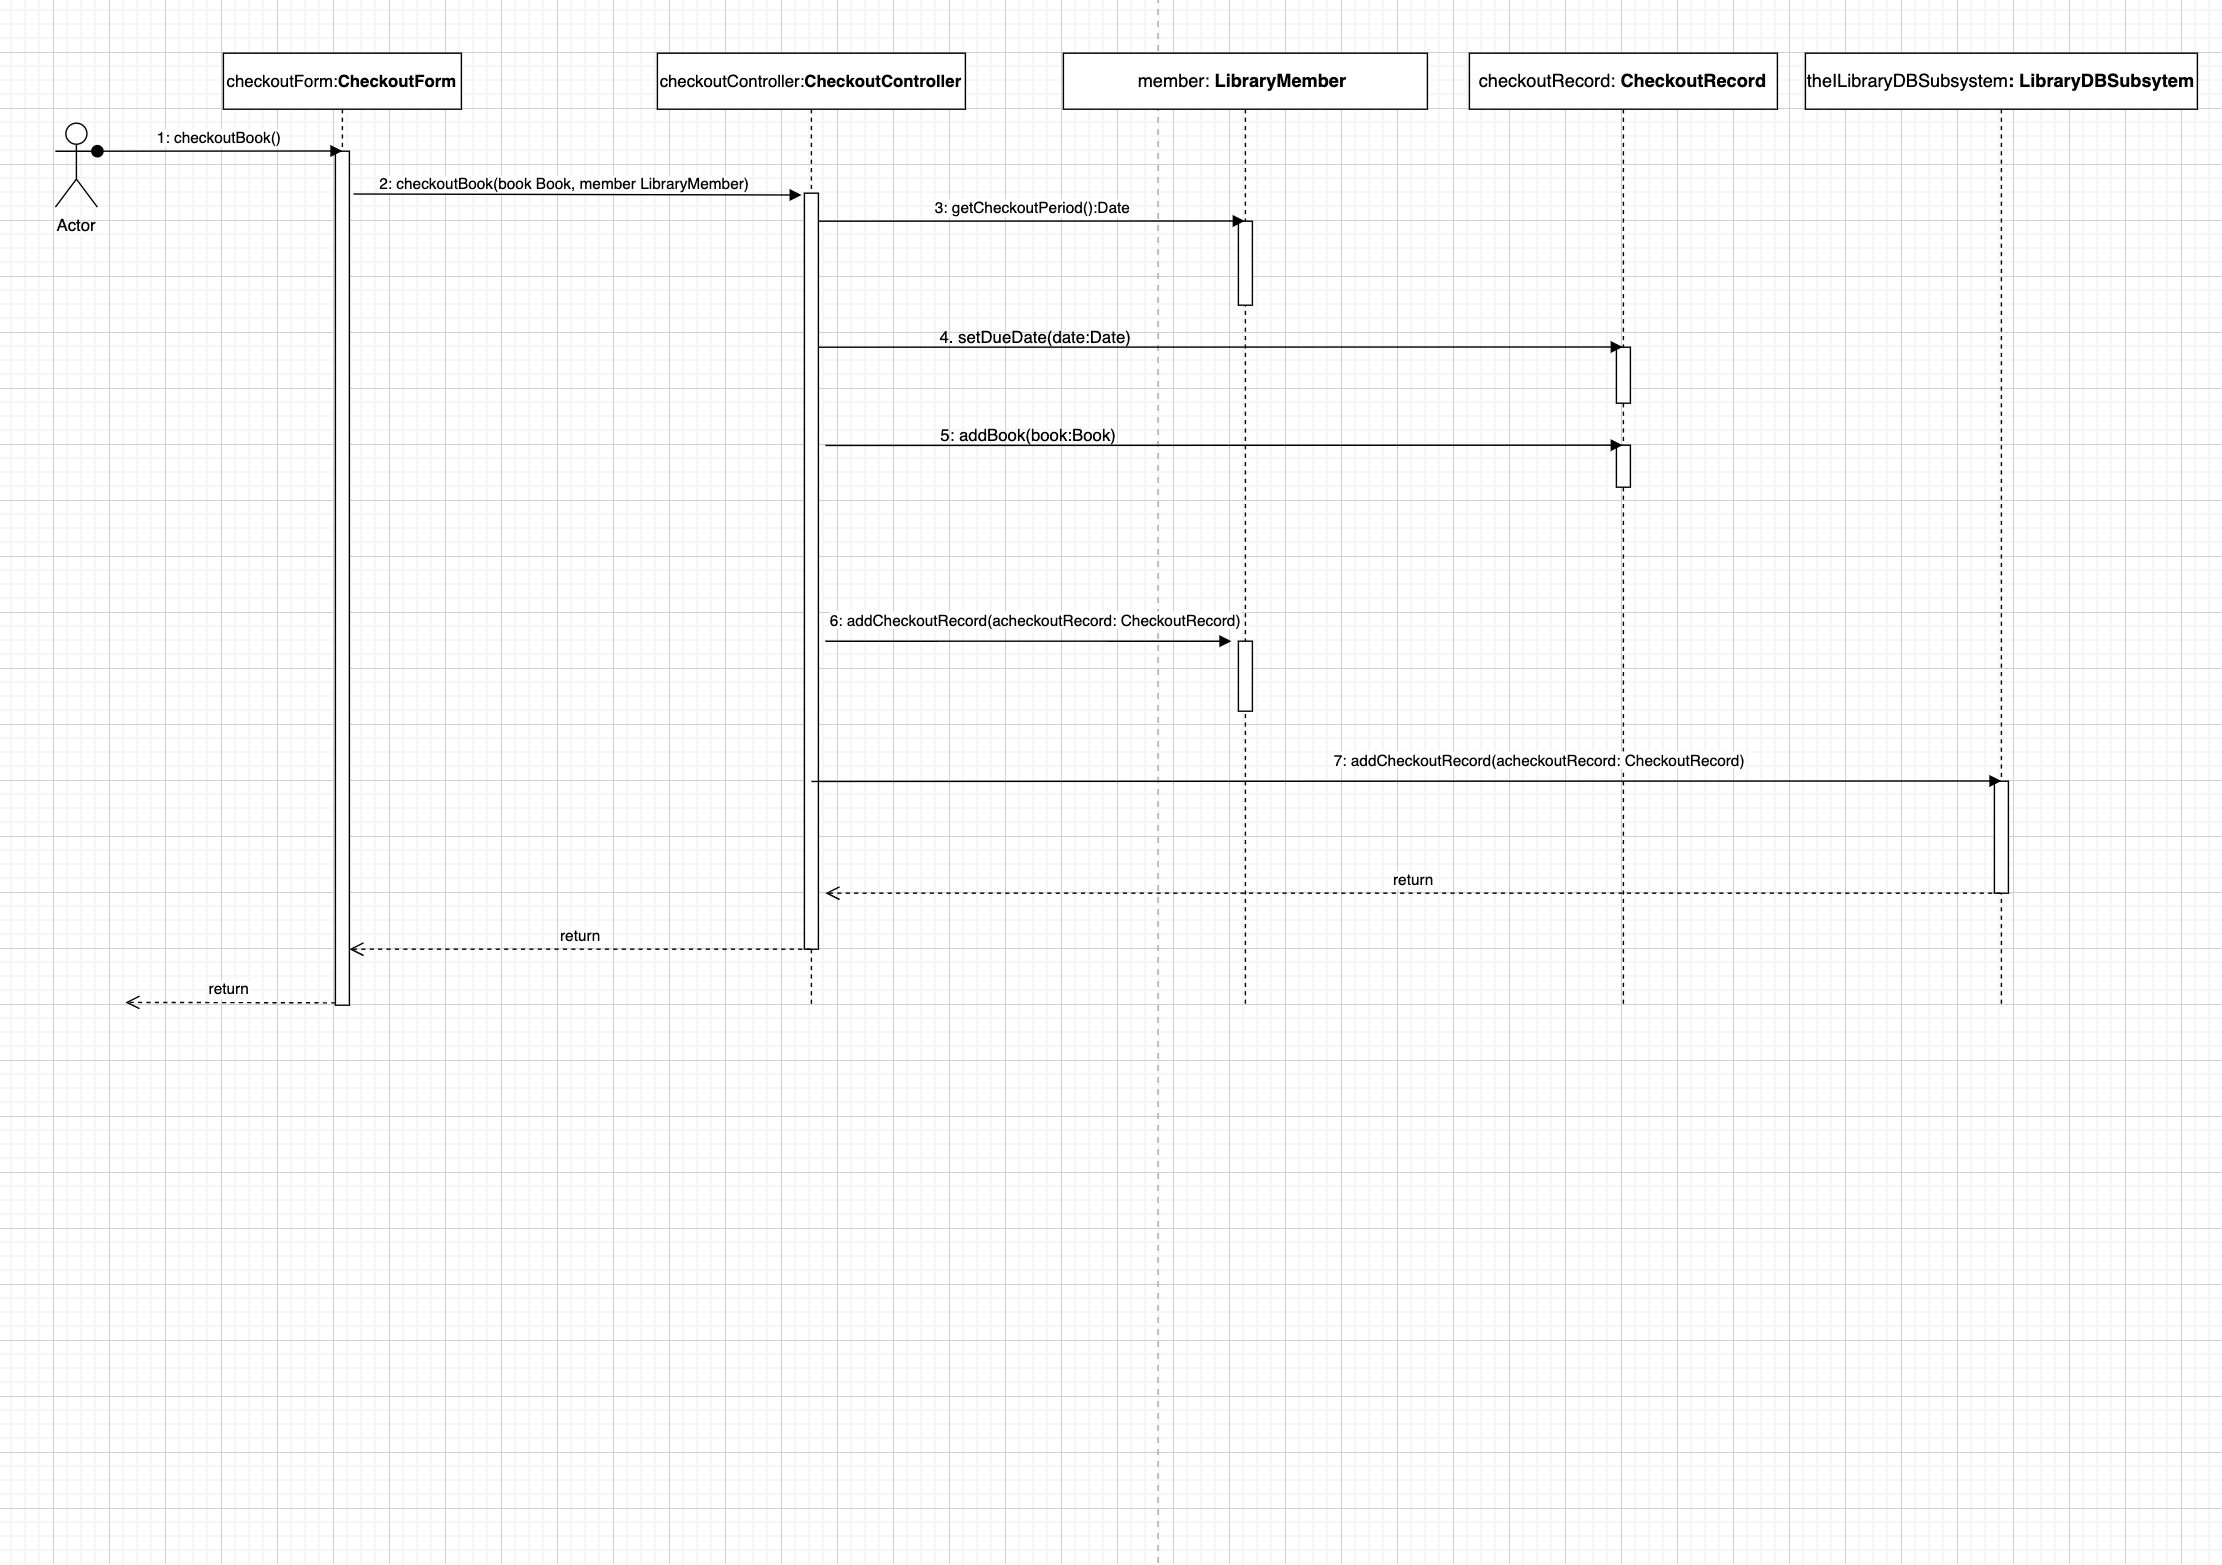 checkoutForm:CheckoutForm
checkoutController:CheckoutController
member: LibraryMember
checkoutRecord: CheckoutRecord
theILibraryDBSubsystem: LibraryDBSubsytem
1: checkoutBook()
Actor
2: checkoutBook(book Book, member LibraryMember)
3: getCheckoutPeriod():Date
4. setDueDate(date:Date)
5: addBook(book:Book)
6: addCheckoutRecord(acheckoutRecord: CheckoutRecord)
7: addCheckoutRecord(acheckoutRecord: CheckoutRecord)
return
return
return